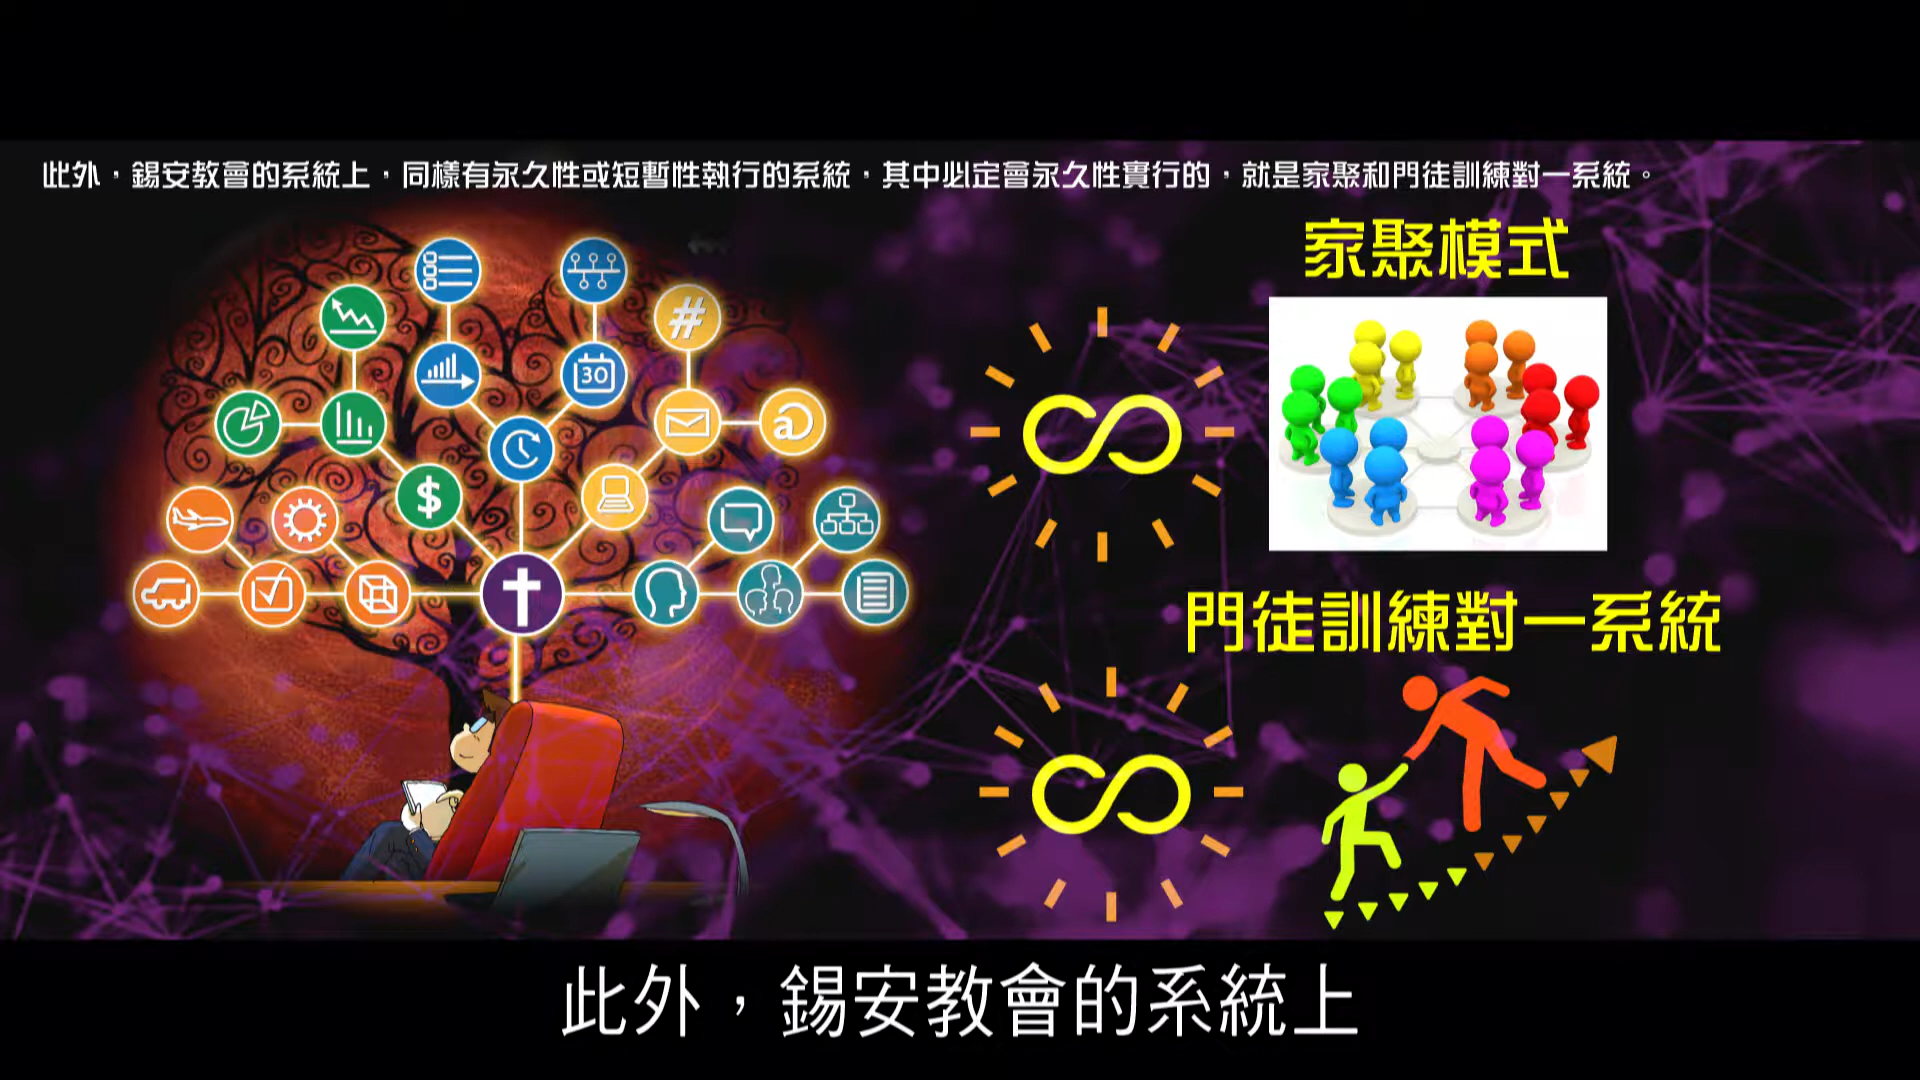 此外，錫安教會的系統上，同樣有永久性或短暫性執行的系統，其中必定會永久性實行的，就是家聚和門徒訓練對一系統。
家聚模式
#
30
a
$
門徒訓練對一系統
此外，錫安教會的系統上